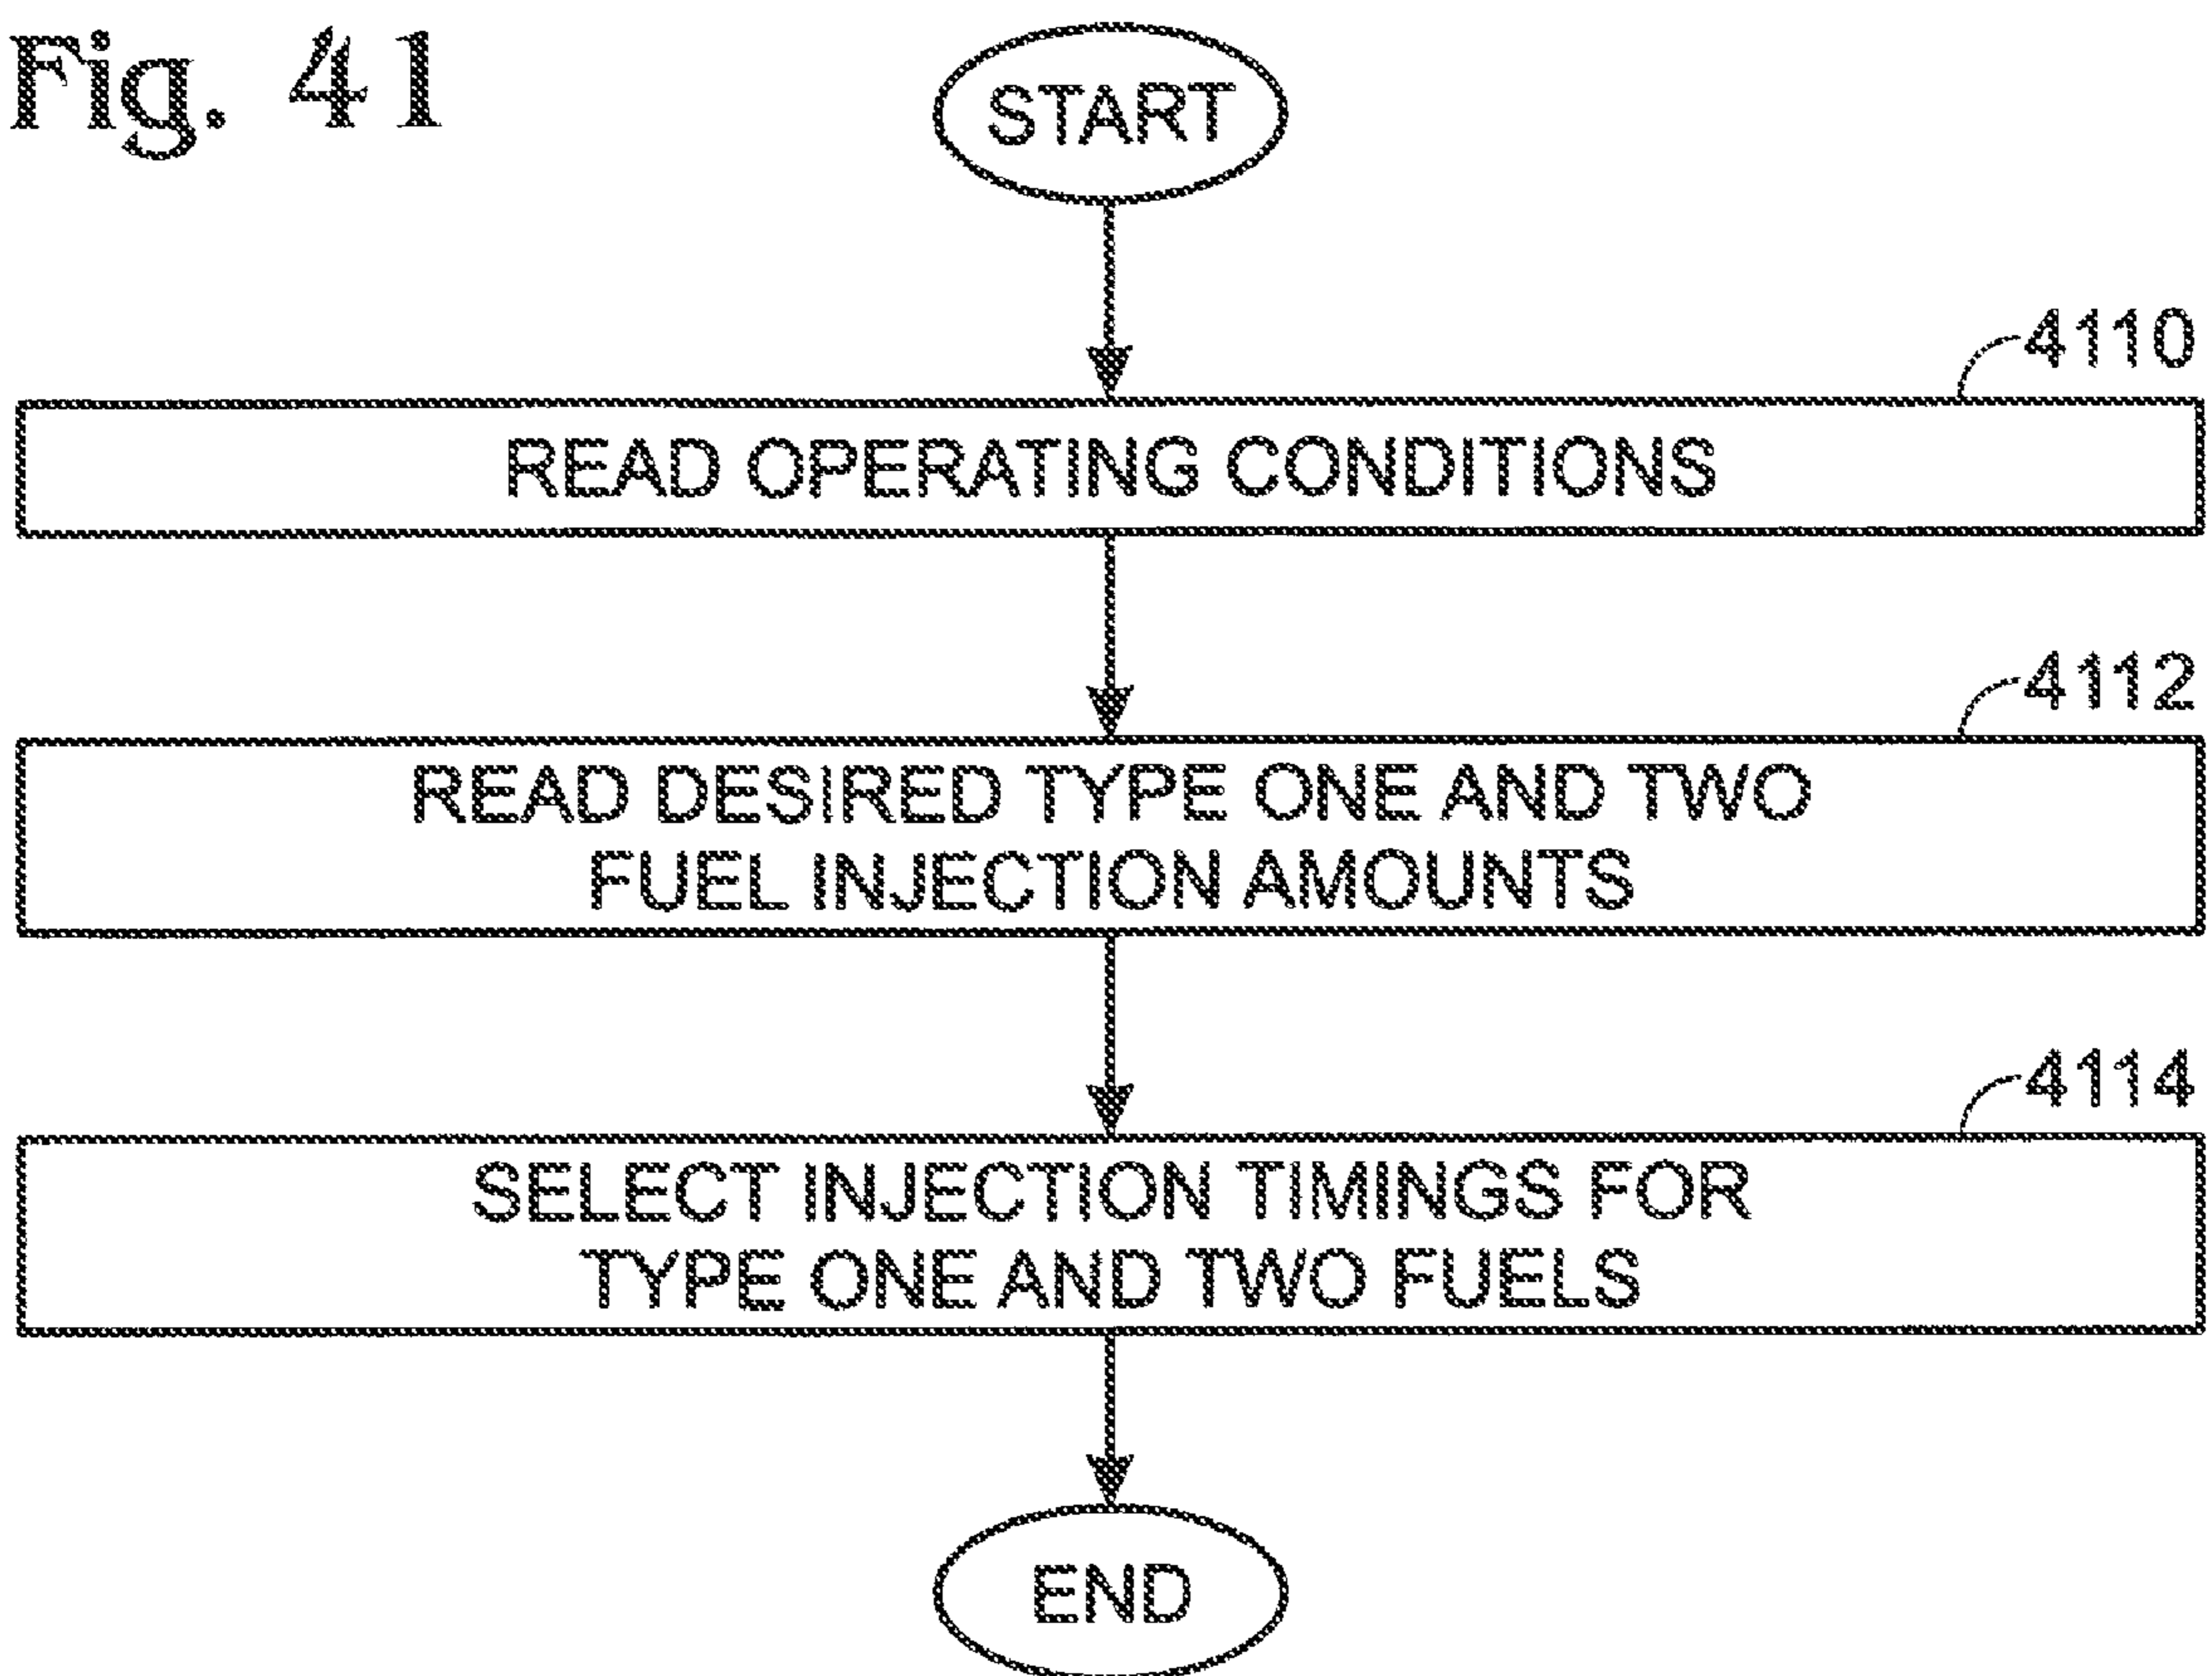 Fig. 41
START
4110
READ OPERATING CONDITIONS
4112
READ DESIRED TYPE ONE AND TWO
FUEL INJECTION AMOUNTS
4114
SELECT INJECTION TIMINGS FOR
TYPE ONE AND TWO FUELS
END